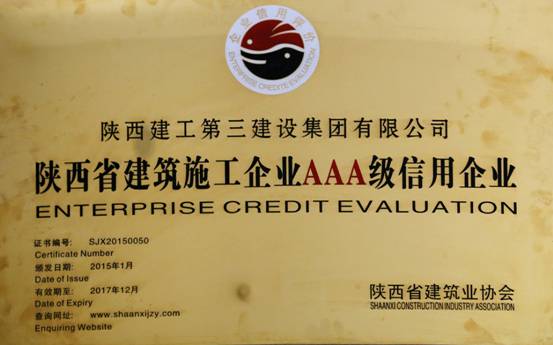 企业信用评价
ENTERPRISE CREDITE EVALUATION
陕西建工第三建设集团有限公司
陕西省建筑施工企业AAA级信用企业
ENTERPRISE CREDIT EVALUATION
证书编号: SJX20150050
Certificate Number
颁发日期: 2015年1月
Date of Issue
有效期至: 2017年12月
Date of Expiry
查询网址: www.shaanxijzy.com
Enquiring Website
陕西省建筑业协会
SHAANXI CONSTRUCTION INDUSTRY ASSOCIATION